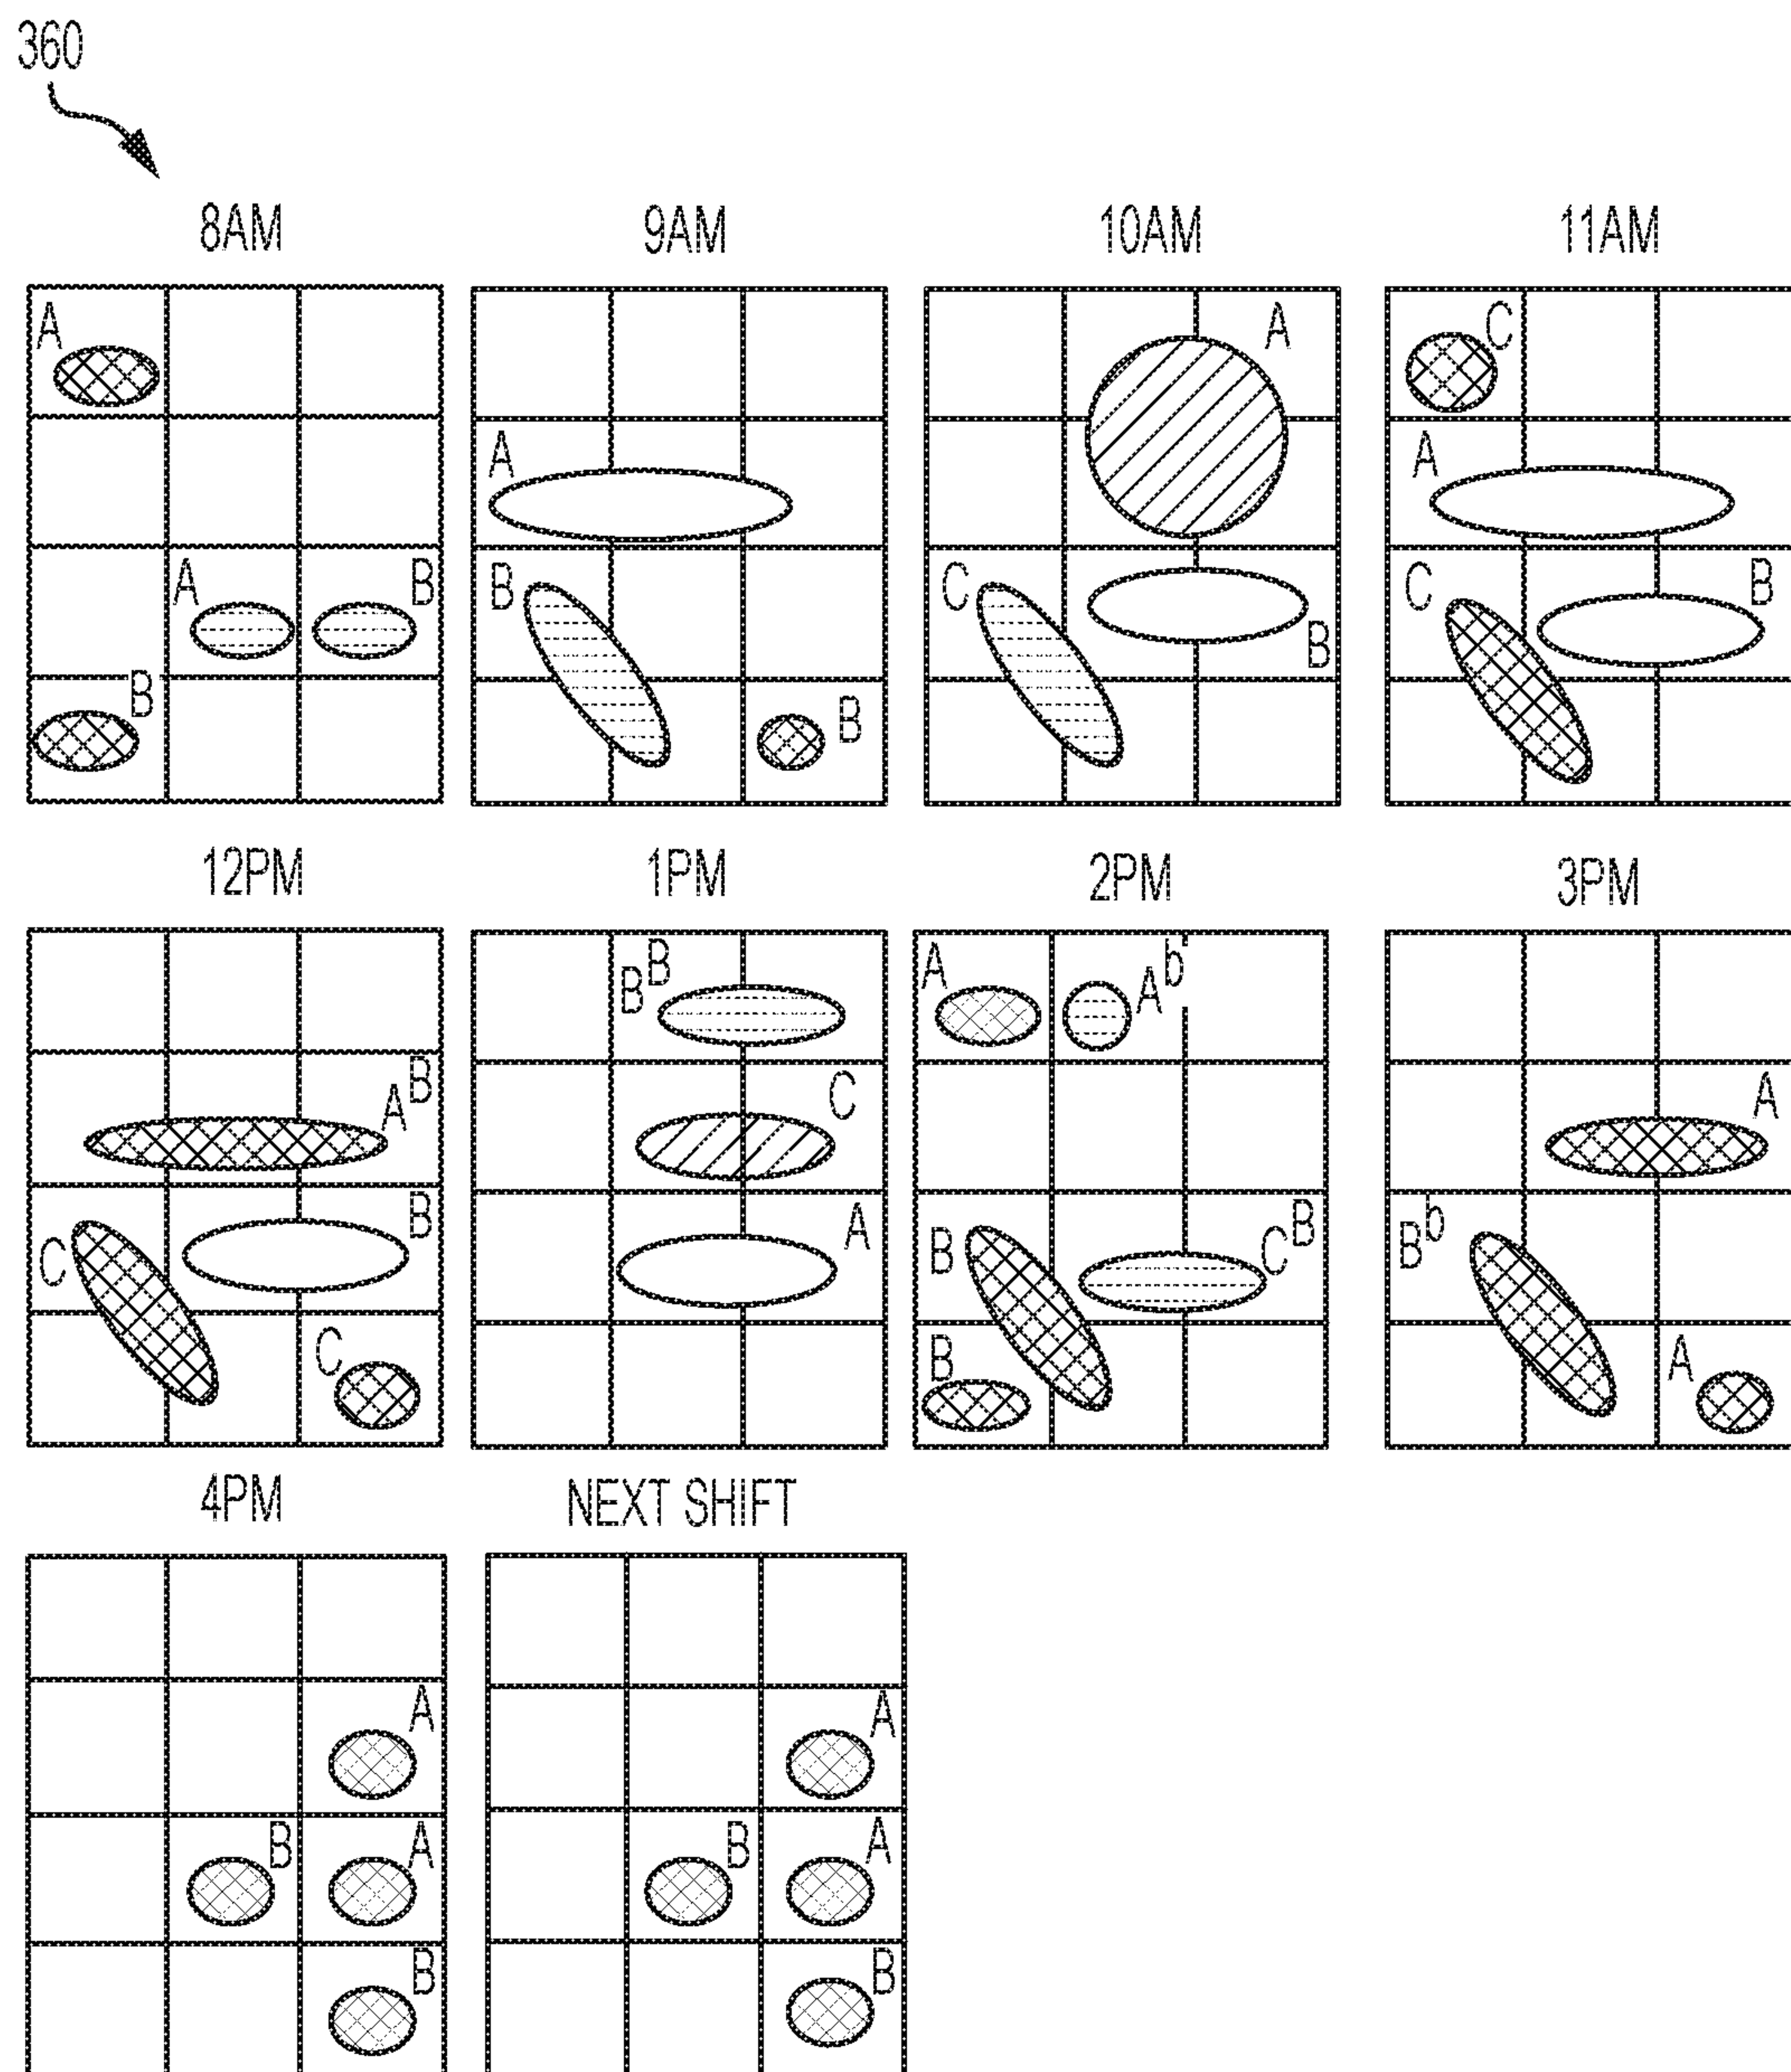 360
8AM 9AM 10AM 11AM
A A C
A A
A B B C C B
B B B
12PM 1PM 2PM 3PM
B B A A b
A B C A
C B A B C B B b
C B A
4PM NEXT SHIFT
A A
B A B A
B B